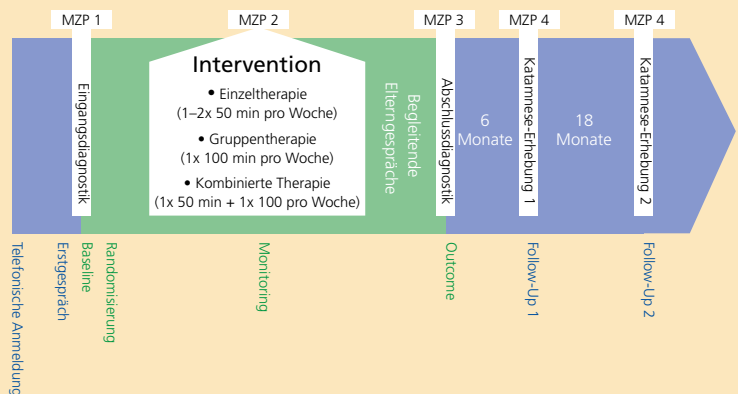 MZP 1
MZP 2
MZP 3
MZP 4
MZP 4
Eingangsdiagnostik
Intervention
• Einzeltherapie
(1–2x 50 min pro Woche)
• Gruppentherapie
(1x 100 min pro Woche)
• Kombinierte Therapie
(1x 50 min + 1x 100 pro Woche)
Begleitende
Elterngespräche
Abschlussdiagnostik
6
Monate
Katamnese-Erhebung 1
18
Monate
Katamnese-Erhebung 2
Telefonische Anmeldung
Erstgespräch
Baseline
Randomisierung
Monitoring
Outcome
Follow-Up 1
Follow-Up 2